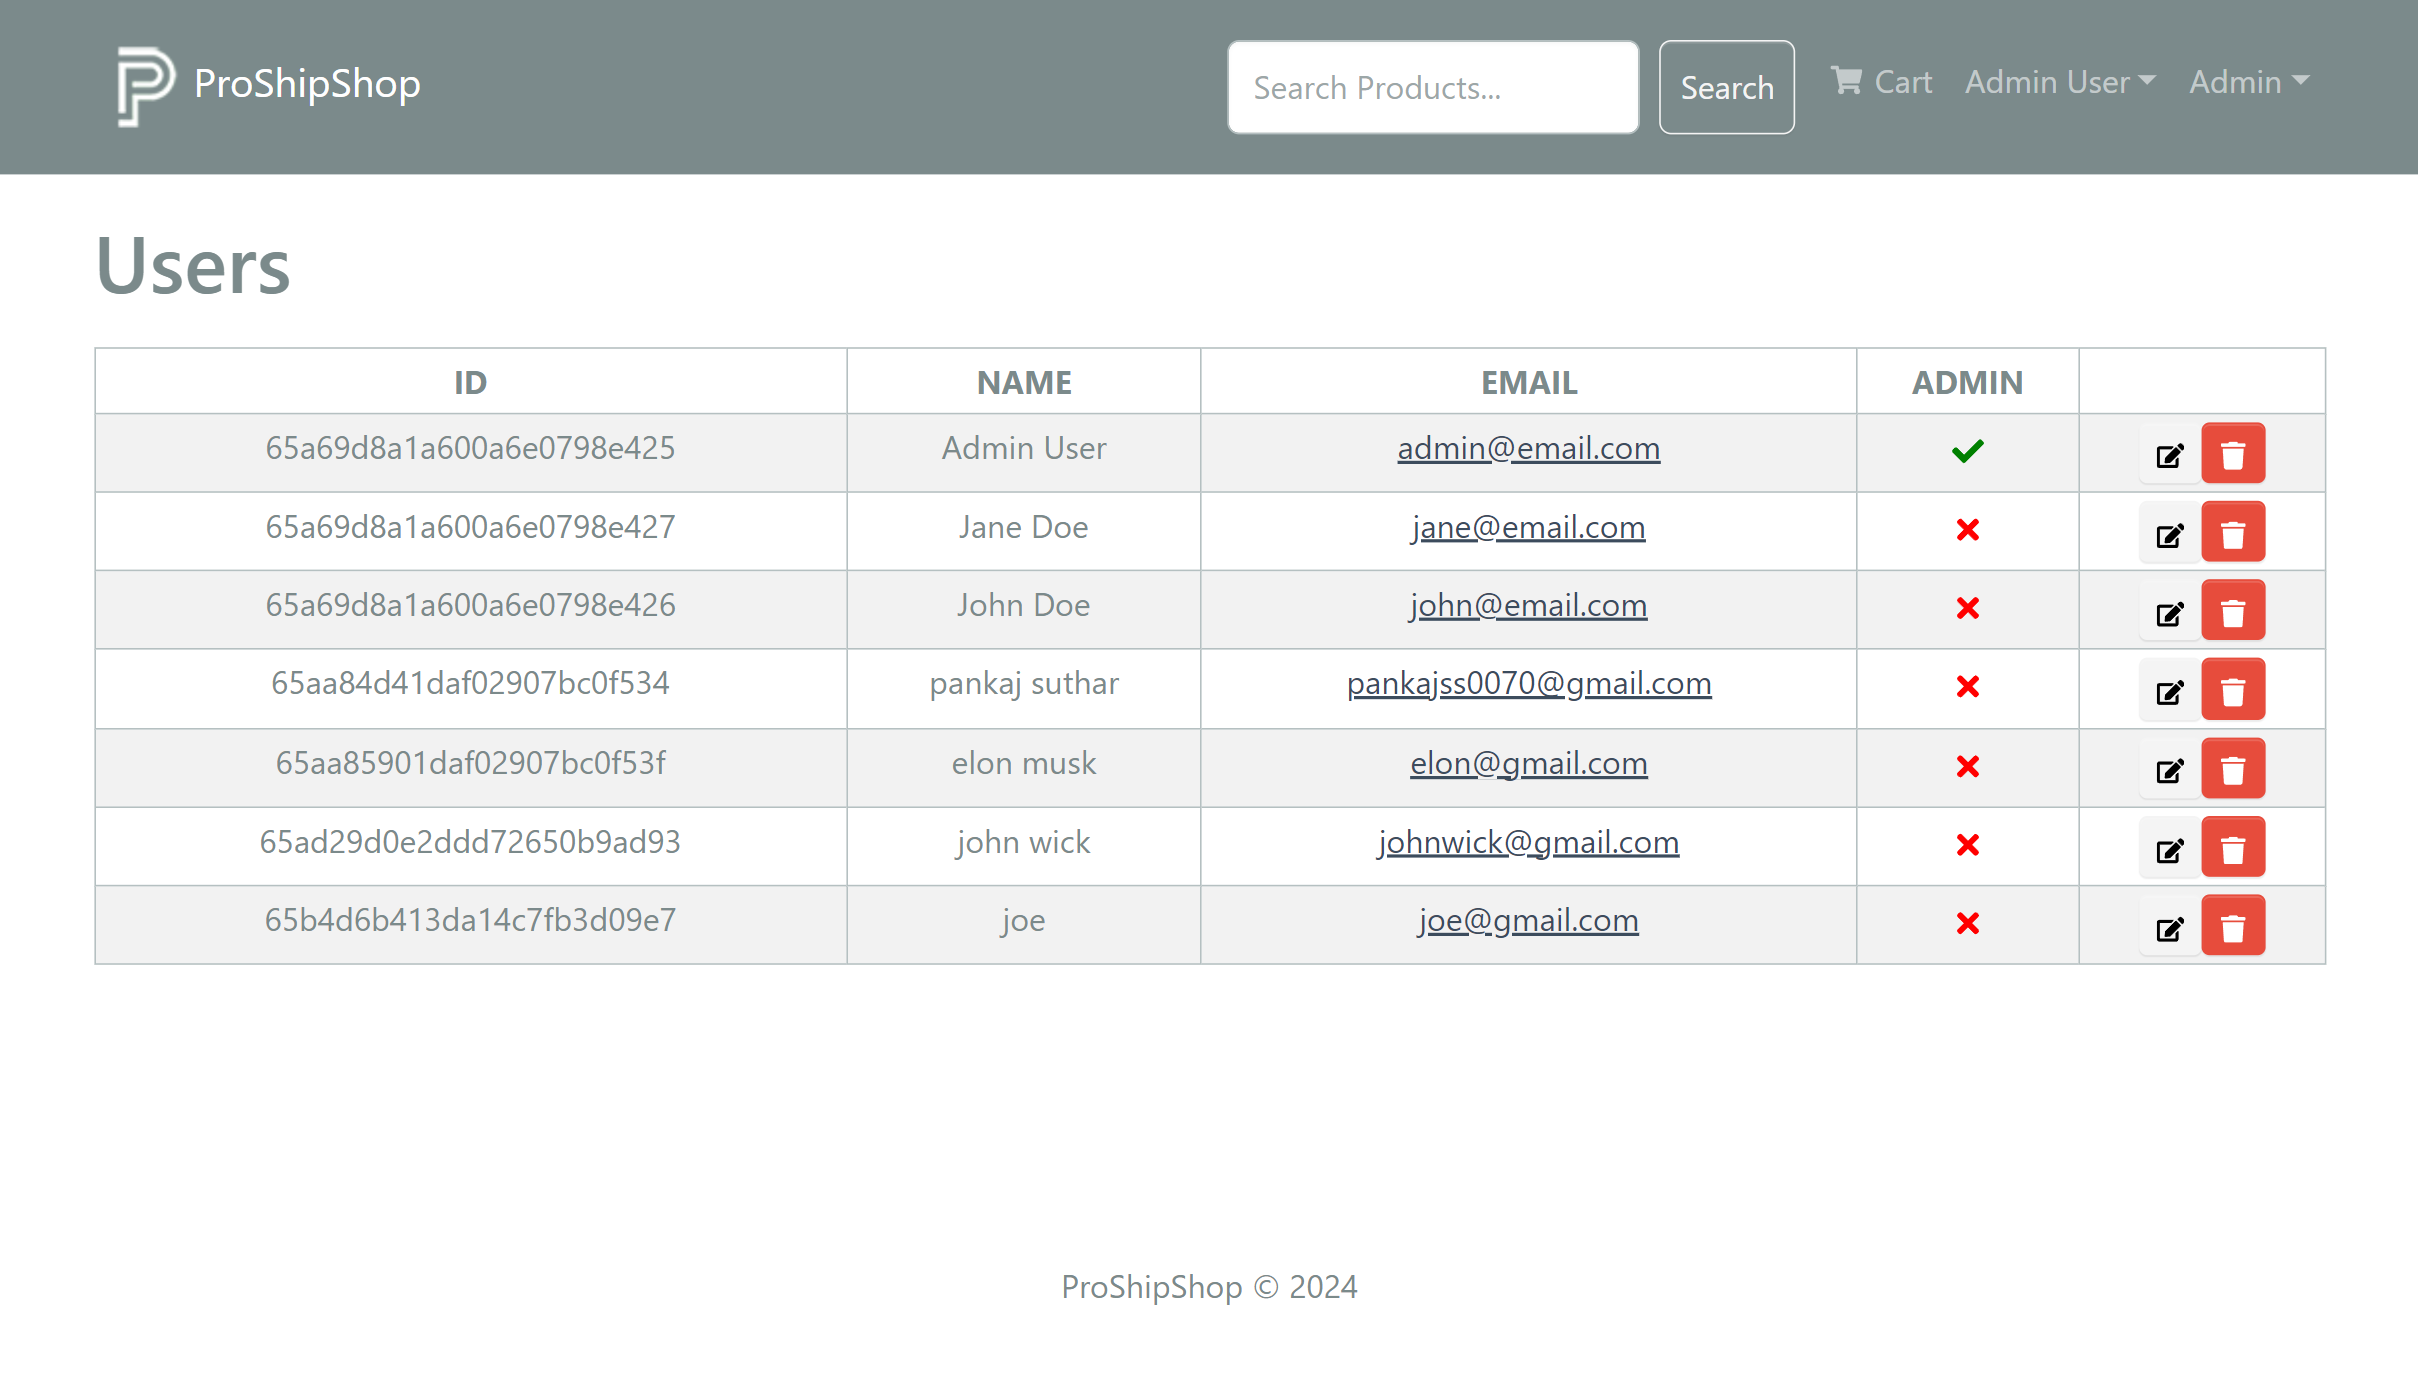 ProShipShop
Search Products...
Search
Cart
Admin User
Admin
Users
ID NAME EMAIL ADMIN
65a69d8a1a600a6e0798e425 Admin User admin@email.com
65a69d8a1a600a6e0798e427 Jane Doe jane@email.com
65a69d8a1a600a6e0798e426 John Doe john@email.com
65aa84d41daf02907bc0f534 pankaj suthar pankajss0070@gmail.com
65aa85901daf02907bc0f53f elon musk elon@gmail.com
65ad29d0e2ddd72650b9ad93 john wick johnwick@gmail.com
65b4d6b413da14c7fb3d09e7 joe joe@gmail.com
ProShipShop © 2024